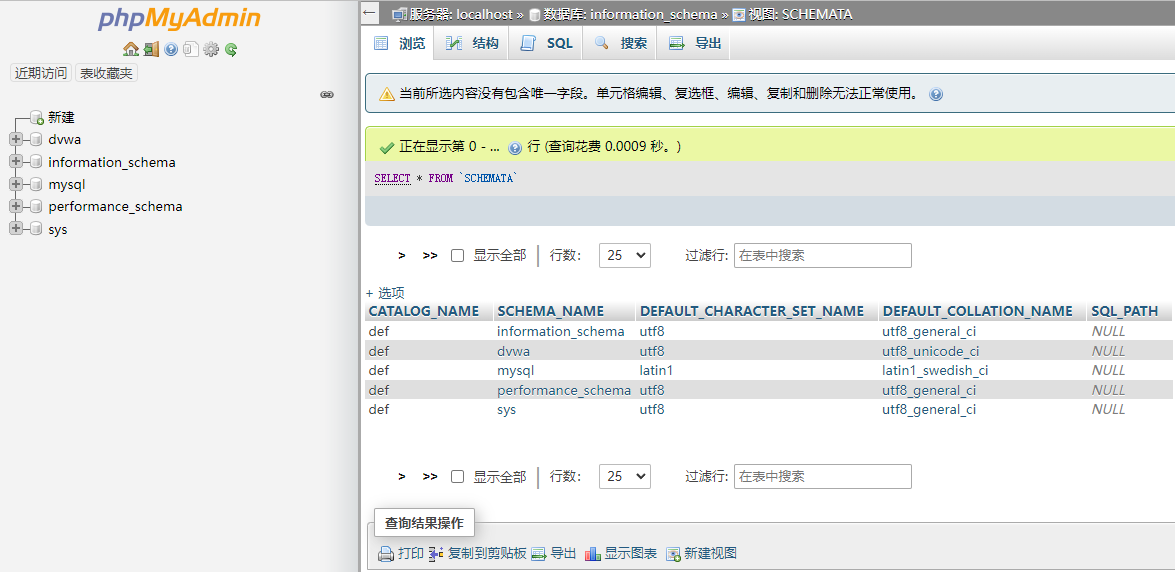 phpMyAdmin
近期访问 表收藏夹
新建
dvwa
information_schema
mysql
performance_schema
sys
服务器: localhost » 数据库: information_schema » 视图: SCHEMATA
浏览 结构 SQL 搜索 导出
当前所选内容没有包含唯一字段。单元格编辑、复选框、编辑、复制和删除无法正常使用。
正在显示第 0 - ... 行 (查询花费 0.0009 秒。)
SELECT * FROM `SCHEMATA`
> >> 显示全部 行数: 25 过滤行: 在表中搜索
+ 选项
CATALOG_NAME SCHEMA_NAME DEFAULT_CHARACTER_SET_NAME DEFAULT_COLLATION_NAME SQL_PATH
def information_schema utf8 utf8_general_ci NULL
def dvwa utf8 utf8_unicode_ci NULL
def mysql latin1 latin1_swedish_ci NULL
def performance_schema utf8 utf8_general_ci NULL
def sys utf8 utf8_general_ci NULL
> >> 显示全部 行数: 25 过滤行: 在表中搜索
查询结果操作
打印 复制到剪贴板 导出 显示图表 新建视图